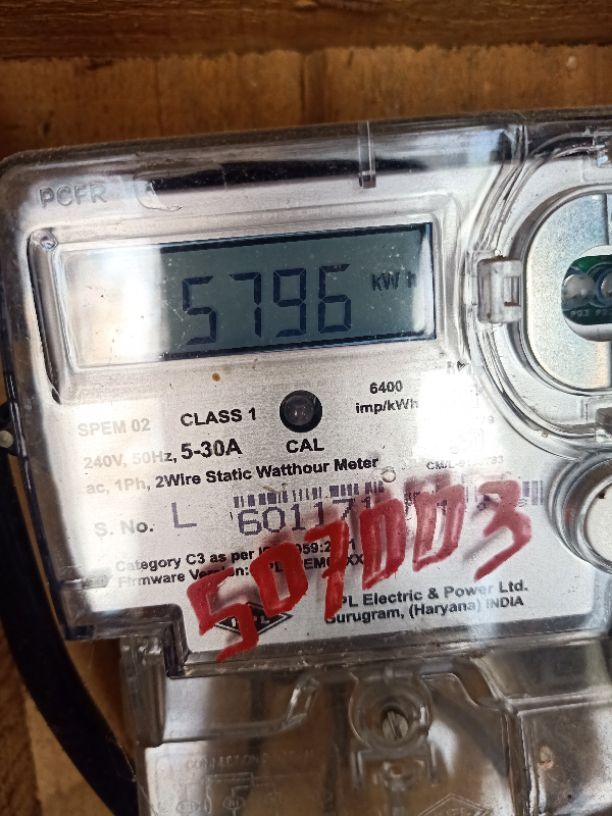 PCFR
5796 KW h
SPEM 02 CLASS 1
6400
imp/kWh
240V, 50Hz, 5-30A CAL
ac, 1Ph, 2Wire Static Watthour Meter
S. No. L 601171
507003
Category C3 as per
Firmware Version:
Electric & Power Ltd.
Gurugram, (Haryana) INDIA